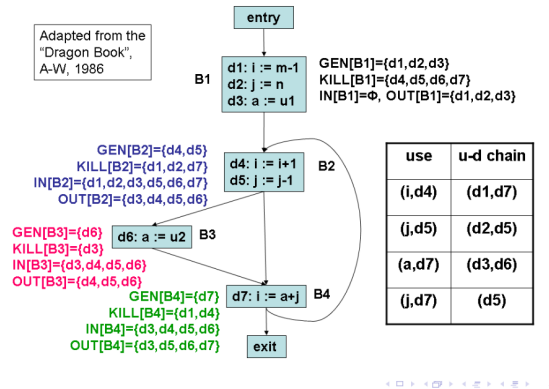 entry
Adapted from the
"Dragon Book",
A-W, 1986
B1
d1: i := m-1
d2: j := n
d3: a := u1
GEN[B1]={d1,d2,d3}
KILL[B1]={d4,d5,d6,d7}
IN[B1]=Φ, OUT[B1]={d1,d2,d3}
GEN[B2]={d4,d5}
KILL[B2]={d1,d2,d7}
IN[B2]={d1,d2,d3,d5,d6,d7}
OUT[B2]={d3,d4,d5,d6}
d4: i := i+1
d5: j := j-1
B2
GEN[B3]={d6}
KILL[B3]={d3}
IN[B3]={d3,d4,d5,d6}
OUT[B3]={d4,d5,d6}
d6: a := u2
B3
GEN[B4]={d7}
KILL[B4]={d1,d4}
IN[B4]={d3,d4,d5,d6}
OUT[B4]={d3,d5,d6,d7}
d7: i := a+j
B4
exit
use u-d chain
(i,d4) (d1,d7)
(j,d5) (d2,d5)
(a,d7) (d3,d6)
(j,d7) (d5)